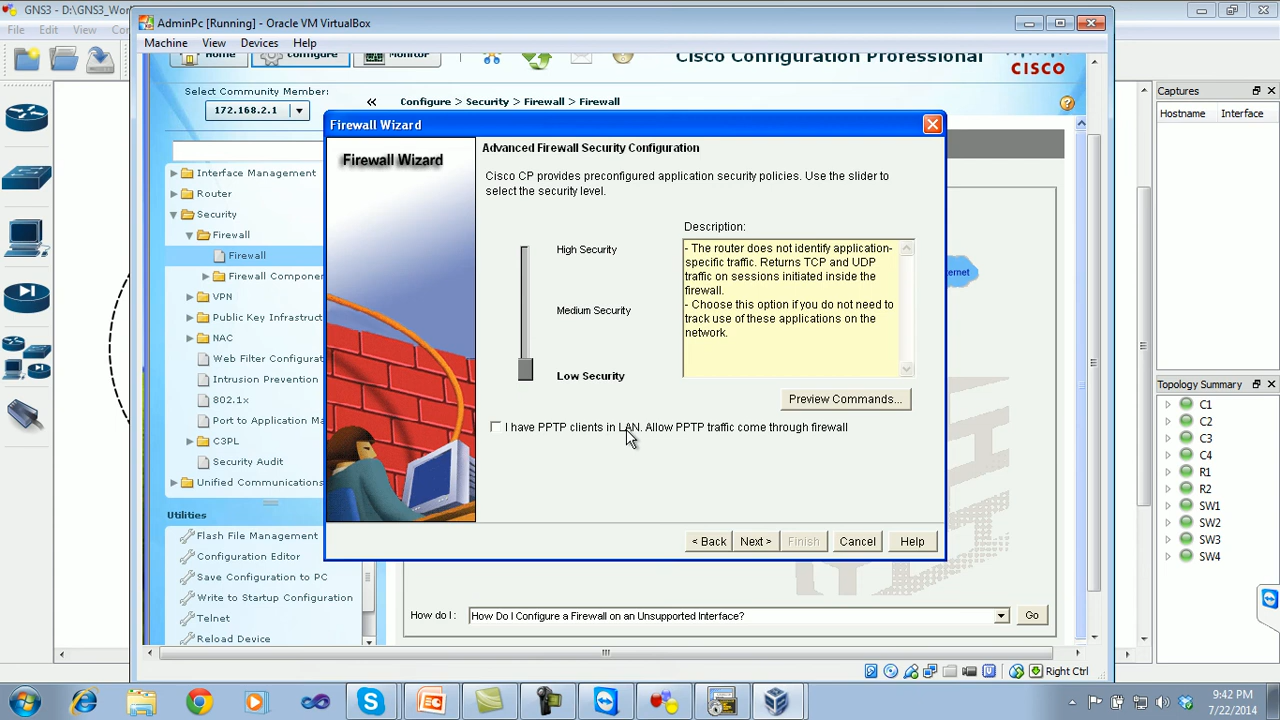 GNS3 - D:\GNS3_Wo
AdminPc [Running] - Oracle VM VirtualBox
File Edit View Co
Machine View Devices Help
Home Configure Monitor
Cisco Configuration Professional
CISCO
Select Community Member:
172.168.2.1
«
Configure > Security > Firewall > Firewall
Interface Management
Router
Security
Firewall
Firewall
Firewall Compone
VPN
Public Key Infrastruct
NAC
Web Filter Configurat
Intrusion Prevention
802.1x
Port to Application Ma
C3PL
Security Audit
Unified Communications
Utilities
Flash File Management
Configuration Editor
Save Configuration to PC
Write to Startup Configuration
Telnet
Reload Device
Firewall Wizard
Firewall Wizard
Advanced Firewall Security Configuration
Cisco CP provides preconfigured application security policies. Use the slider to
select the security level.
High Security
Medium Security
Low Security
Description:
- The router does not identify application-
specific traffic. Returns TCP and UDP
traffic on sessions initiated inside the
firewall.
- Choose this option if you do not need to
track use of these applications on the
network.
Preview Commands...
I have PPTP clients in LAN. Allow PPTP traffic come through firewall
< Back Next > Finish Cancel Help
ernet
How do I : How Do I Configure a Firewall on an Unsupported Interface? Go
Right Ctrl
Captures
Hostname Interface
Topology Summary
C1
C2
C3
C4
R1
R2
SW1
SW2
SW3
SW4
9:42 PM
7/22/2014